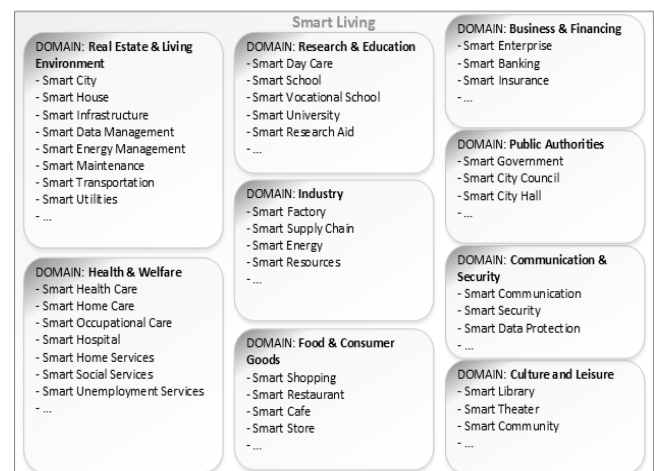 Smart Living
DOMAIN: Real Estate & Living
Environment
- Smart City
- Smart House
- Smart Infrastructure
- Smart Data Management
- Smart Energy Management
- Smart Maintenance
- Smart Transportation
- Smart Utilities
- ...
DOMAIN: Health & Welfare
- Smart Health Care
- Smart Home Care
- Smart Occupational Care
- Smart Hospital
- Smart Home Services
- Smart Social Services
- Smart Unemployment Services
- ...
DOMAIN: Research & Education
- Smart Day Care
- Smart School
- Smart Vocational School
- Smart University
- Smart Research Aid
- ...
DOMAIN: Industry
- Smart Factory
- Smart Supply Chain
- Smart Energy
- Smart Resources
- ...
DOMAIN: Food & Consumer
Goods
- Smart Shopping
- Smart Restaurant
- Smart Cafe
- Smart Store
- ...
DOMAIN: Business & Financing
- Smart Enterprise
- Smart Banking
- Smart Insurance
- ...
DOMAIN: Public Authorities
- Smart Government
- Smart City Council
- Smart City Hall
- ...
DOMAIN: Communication &
Security
- Smart Communication
- Smart Security
- Smart Data Protection
- ...
DOMAIN: Culture and Leisure
- Smart Library
- Smart Theater
- Smart Community
- ...